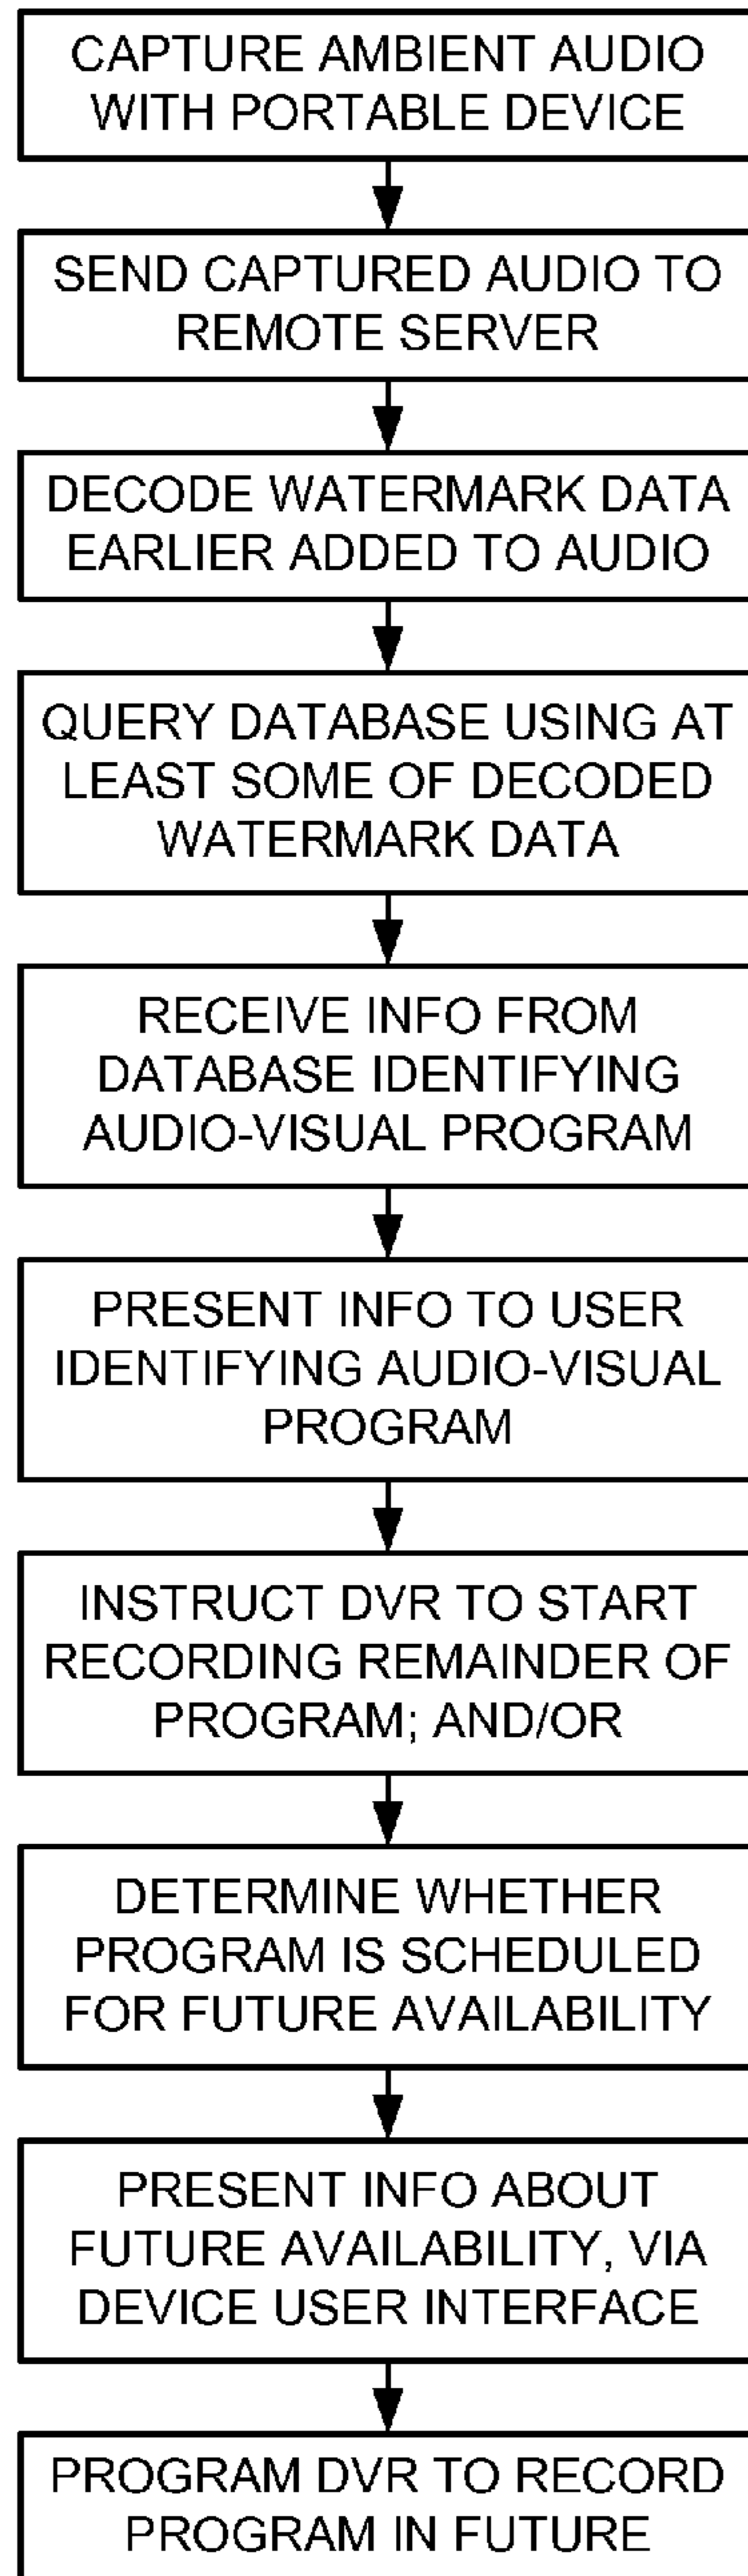 CAPTURE AMBIENT AUDIO
WITH PORTABLE DEVICE
SEND CAPTURED AUDIO TO
REMOTE SERVER
DECODE WATERMARK DATA
EARLIER ADDED TO AUDIO
QUERY DATABASE USING AT
LEAST SOME OF DECODED
WATERMARK DATA
RECEIVE INFO FROM
DATABASE IDENTIFYING
AUDIO-VISUAL PROGRAM
PRESENT INFO TO USER
IDENTIFYING AUDIO-VISUAL
PROGRAM
INSTRUCT DVR TO START
RECORDING REMAINDER OF
PROGRAM; AND/OR
DETERMINE WHETHER
PROGRAM IS SCHEDULED
FOR FUTURE AVAILABILITY
PRESENT INFO ABOUT
FUTURE AVAILABILITY, VIA
DEVICE USER INTERFACE
PROGRAM DVR TO RECORD
PROGRAM IN FUTURE